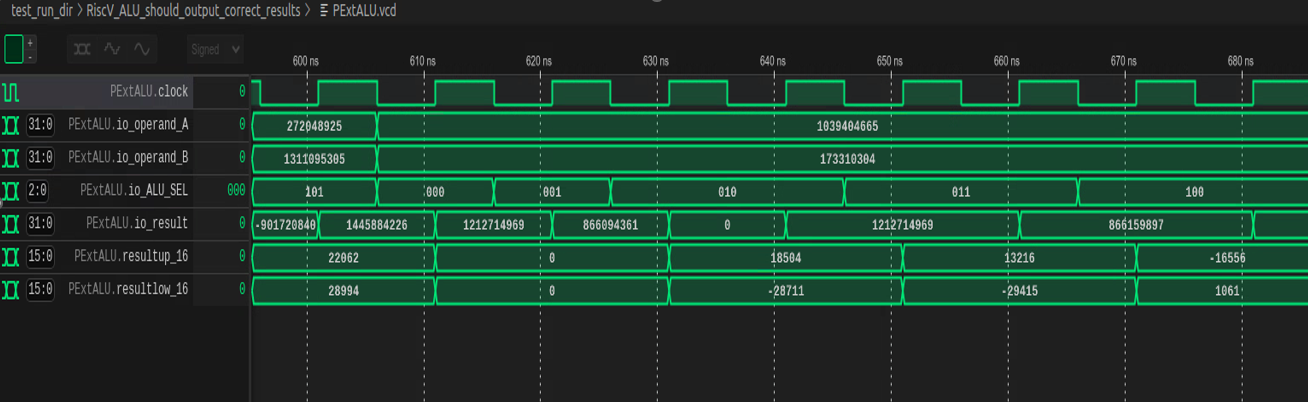 test_run_dir > RiscV_ALU_should_output_correct_results > PExtALU.vcd
+
-
Signed
600 ns 610 ns 620 ns 630 ns 640 ns 650 ns 660 ns 670 ns 680 ns
PExtALU.clock 0
31:0 PExtALU.io_operand_A 0 272048925 1039404665
31:0 PExtALU.io_operand_B 0 1311095305 173310304
2:0 PExtALU.io_ALU_SEL 000 101 000 001 010 011 100
31:0 PExtALU.io_result 0 -901720840 1445884226 1212714969 866094361 0 1212714969 866159897
15:0 PExtALU.resultup_16 0 22062 0 18504 13216 -16556
15:0 PExtALU.resultlow_16 0 28994 0 -28711 -29415 1061